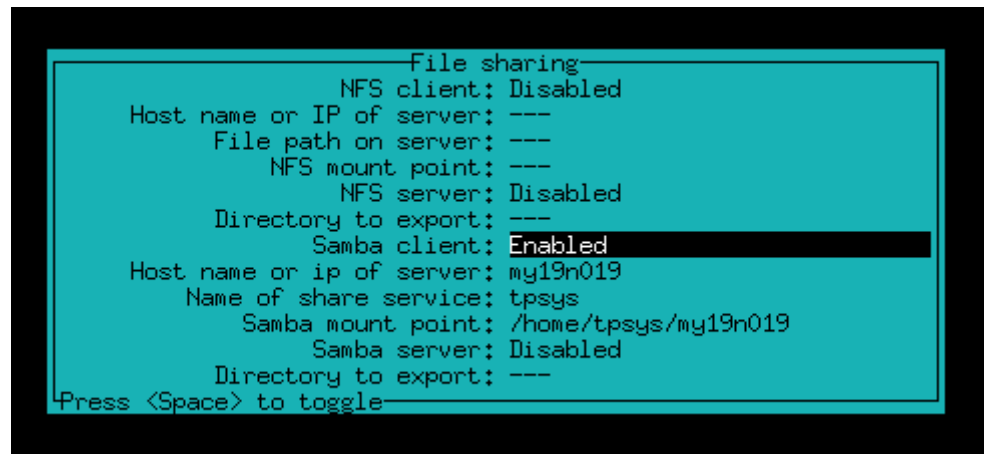 File sharing
NFS client: Disabled
Host name or IP of server: ---
File path on server: ---
NFS mount point: ---
NFS server: Disabled
Directory to export: ---
Samba client: Enabled
Host name or ip of server: my19n019
Name of share service: tpsys
Samba mount point: /home/tpsys/my19n019
Samba server: Disabled
Directory to export: ---
Press <Space> to toggle